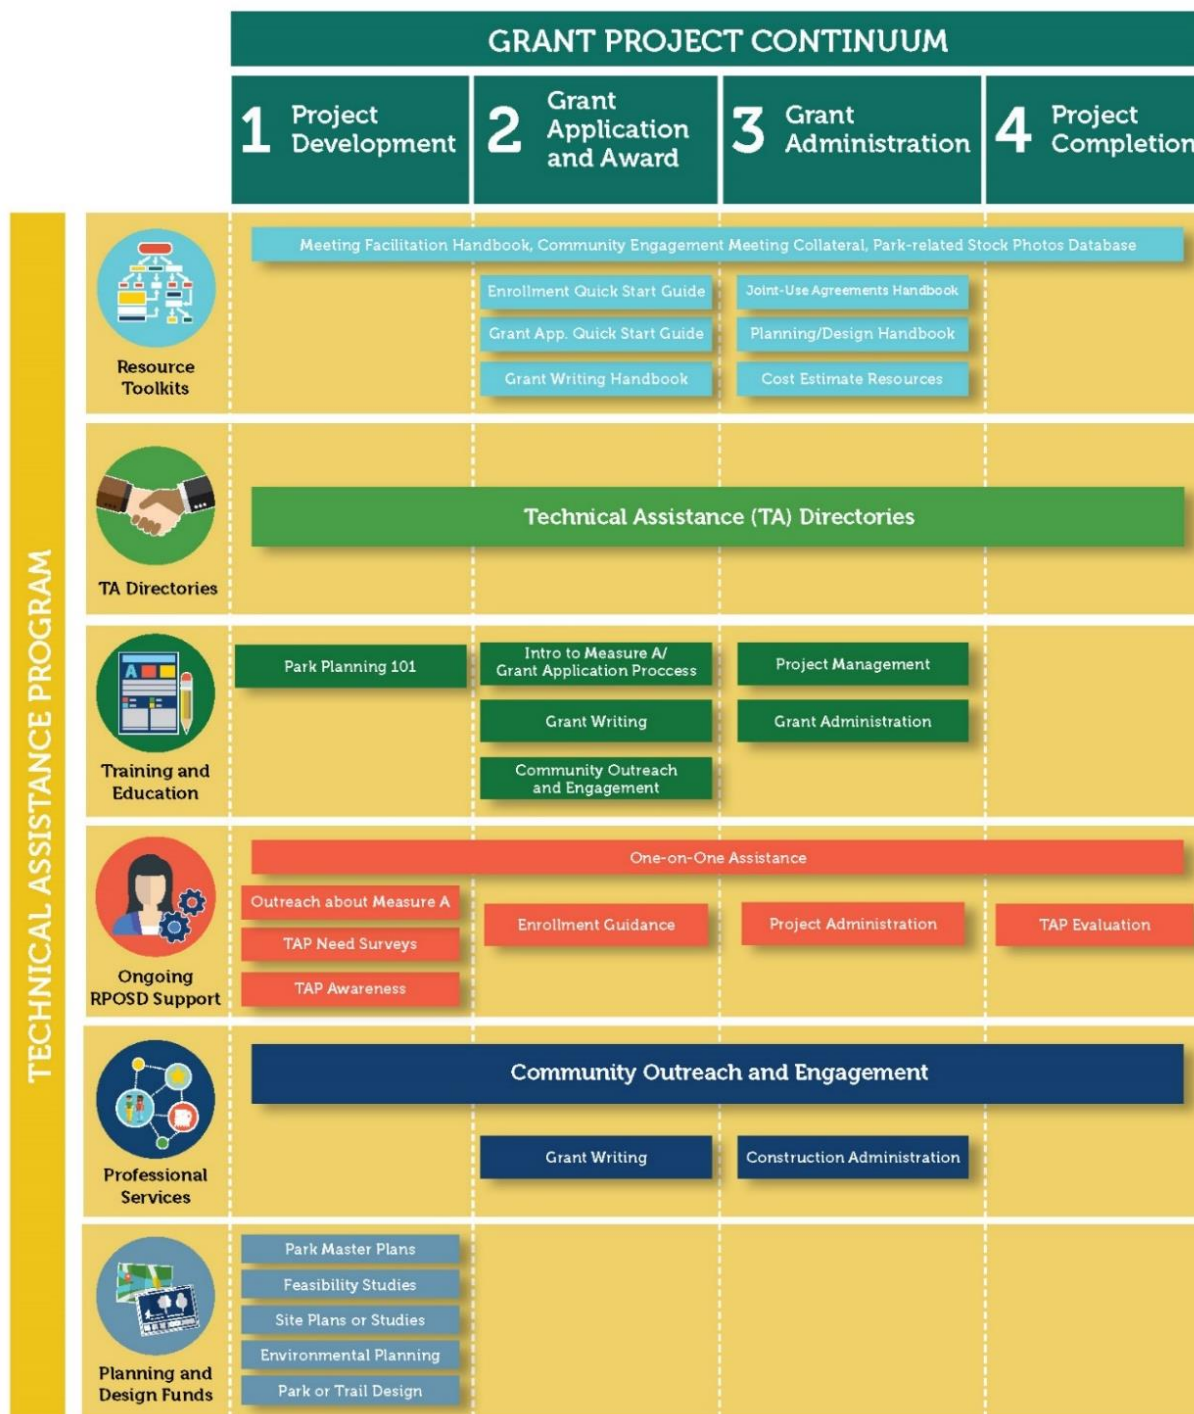 GRANT PROJECT CONTINUUM
1 Project
Development
2 Grant
Application
and Award
3 Grant
Administration
4 Project
Completion
TECHNICAL ASSISTANCE PROGRAM
Resource
Toolkits
Meeting Facilitation Handbook, Community Engagement Meeting Collateral, Park-related Stock Photos Database
Enrollment Quick Start Guide
Grant App. Quick Start Guide
Grant Writing Handbook
Joint-Use Agreements Handbook
Planning/Design Handbook
Cost Estimate Resources
TA Directories
Technical Assistance (TA) Directories
Training and
Education
Park Planning 101
Intro to Measure A/
Grant Application Proccess
Grant Writing
Community Outreach
and Engagement
Project Management
Grant Administration
Ongoing
RPOSD Support
One-on-One Assistance
Outreach about Measure A
TAP Need Surveys
TAP Awareness
Enrollment Guidance
Project Administration
TAP Evaluation
Professional
Services
Community Outreach and Engagement
Grant Writing
Construction Administration
Planning and
Design Funds
Park Master Plans
Feasibility Studies
Site Plans or Studies
Environmental Planning
Park or Trail Design